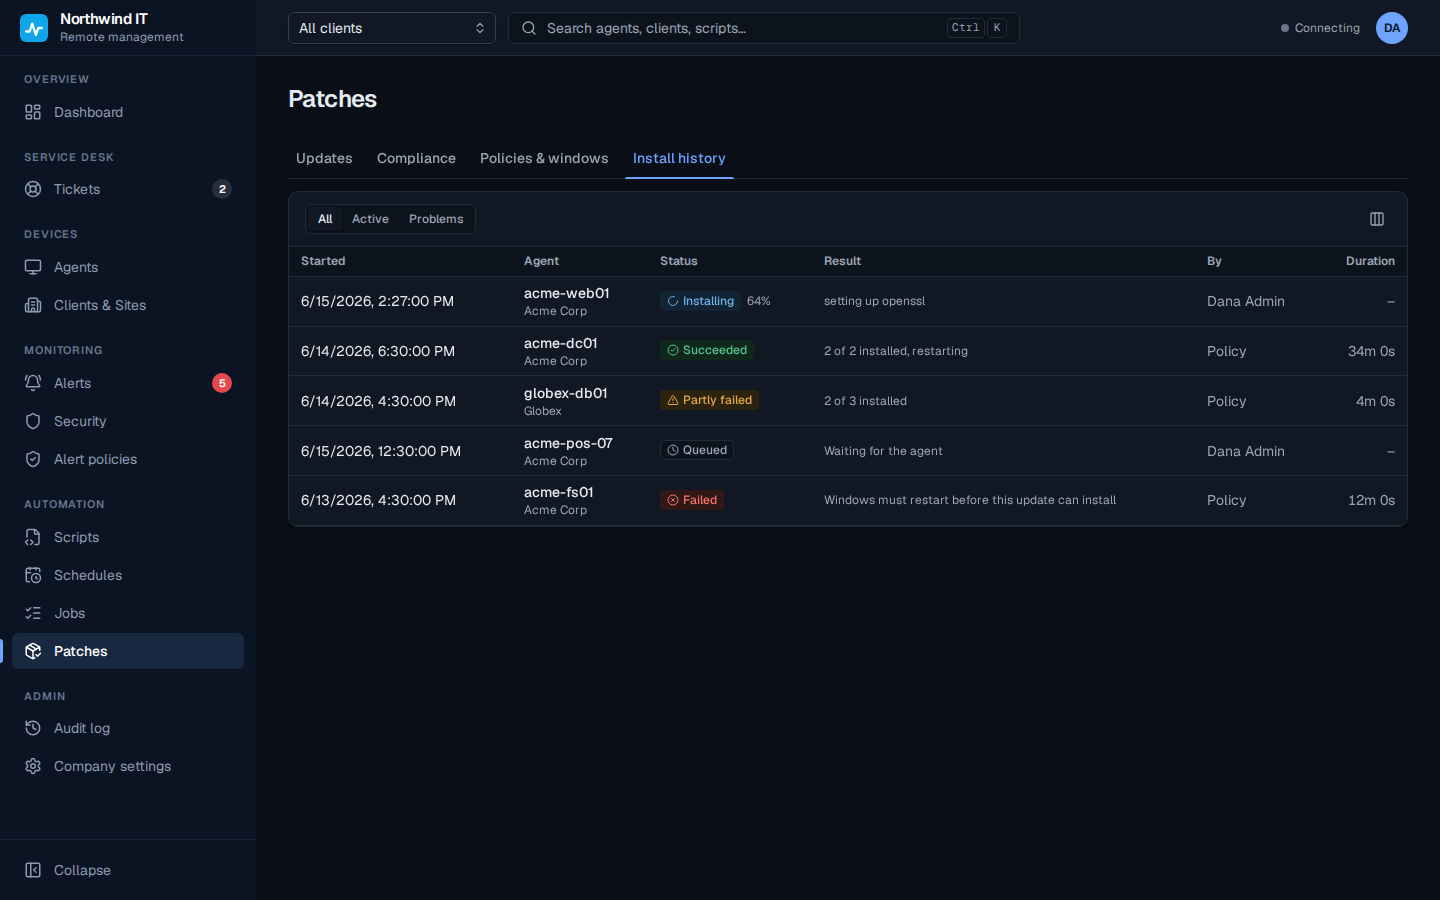 Northwind IT
Remote management
All clients
Search agents, clients, scripts...
Ctrl K
Connecting
DA
OVERVIEW
Dashboard
SERVICE DESK
Tickets 2
DEVICES
Agents
Clients & Sites
MONITORING
Alerts 5
Security
Alert policies
AUTOMATION
Scripts
Schedules
Jobs
Patches
ADMIN
Audit log
Company settings
Collapse
Patches
Updates Compliance Policies & windows Install history
All Active Problems
Started Agent Status Result By Duration
6/15/2026, 2:27:00 PM acme-web01 Installing 64% setting up openssl Dana Admin –
Acme Corp
6/14/2026, 6:30:00 PM acme-dc01 Succeeded 2 of 2 installed, restarting Policy 34m 0s
Acme Corp
6/14/2026, 4:30:00 PM globex-db01 Partly failed 2 of 3 installed Policy 4m 0s
Globex
6/15/2026, 12:30:00 PM acme-pos-07 Queued Waiting for the agent Dana Admin –
Acme Corp
6/13/2026, 4:30:00 PM acme-fs01 Failed Windows must restart before this update can install Policy 12m 0s
Acme Corp